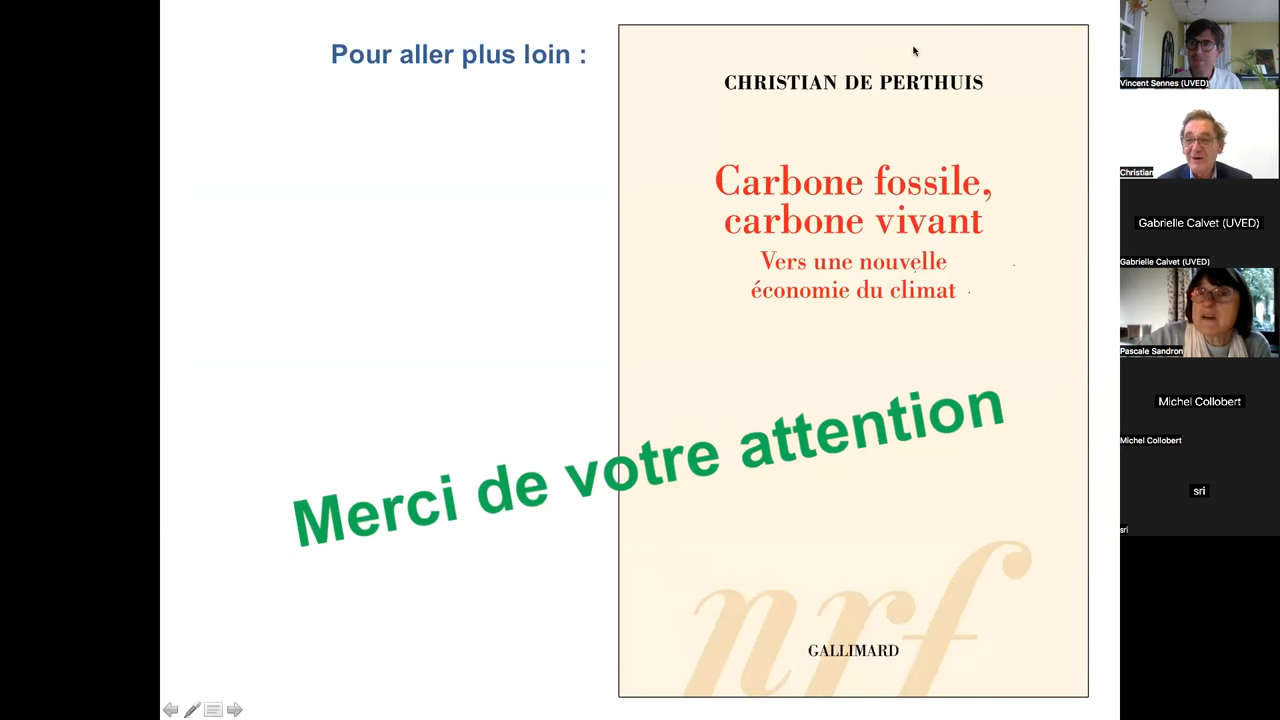 Pour aller plus loin :
CHRISTIAN DE PERTHUIS
Carbone fossile,
carbone vivant
Vers une nouvelle
économie du climat
Merci de votre attention
nrf
GALLIMARD
Vincent Sennes (UVED)
Christian
Gabrielle Calvet (UVED)
Gabrielle Calvet (UVED)
Pascale Sandron
Michel Collobert
Michel Collobert
sri
sri